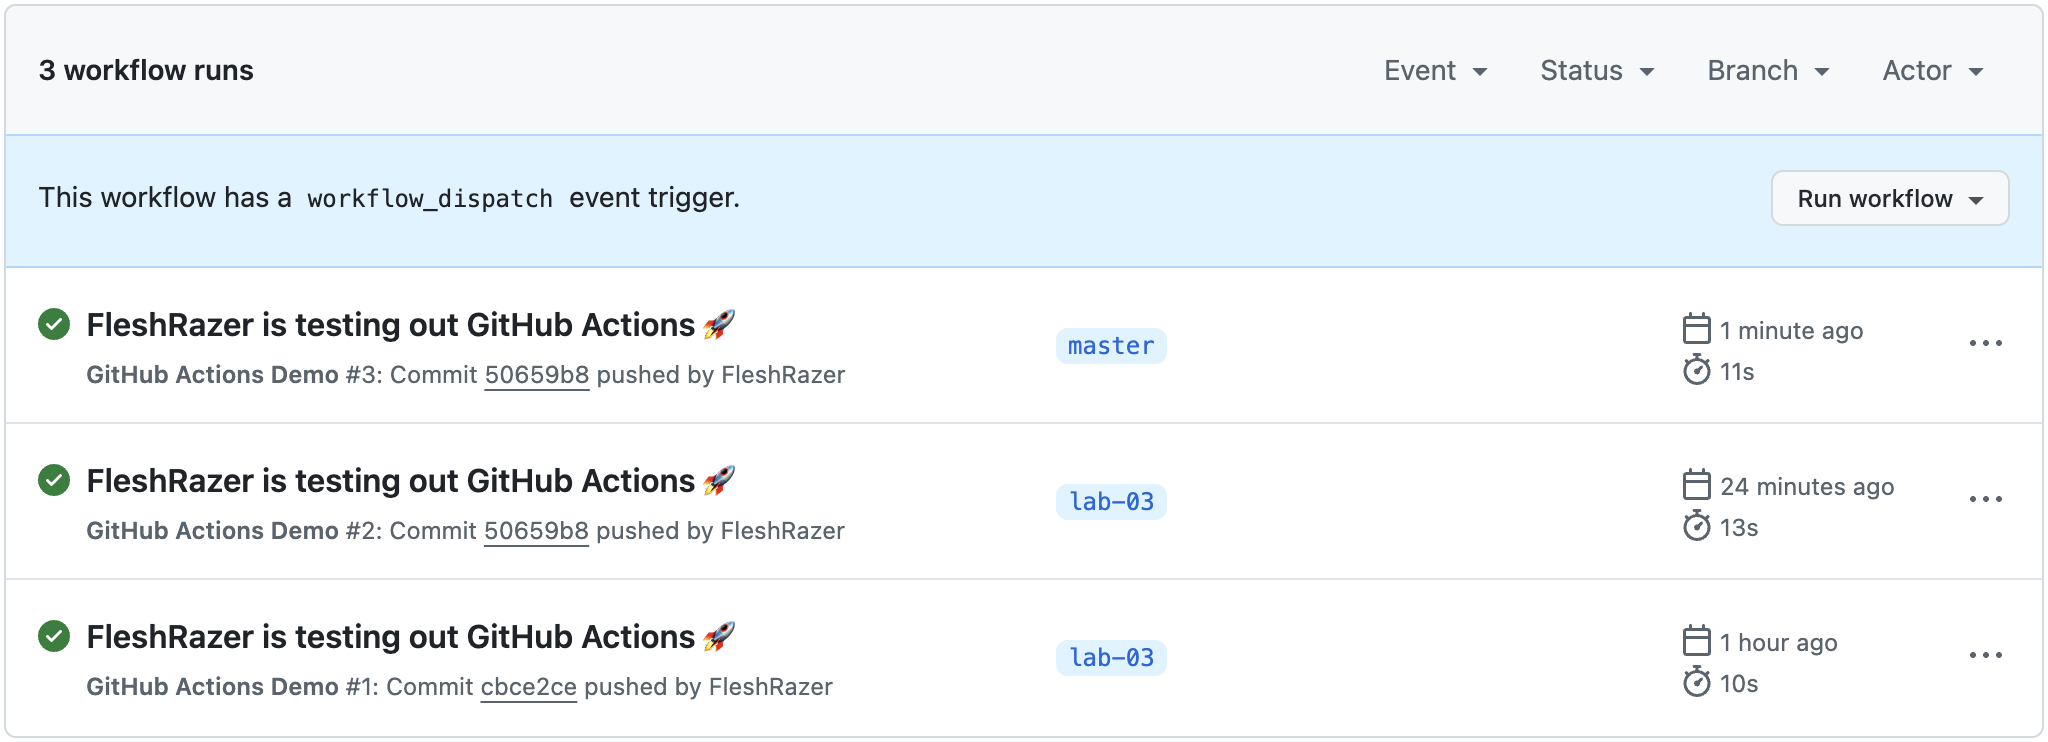 3 workflow runs
Event
Status
Branch
Actor
This workflow has a workflow_dispatch event trigger.
Run workflow
FleshRazer is testing out GitHub Actions 🚀
GitHub Actions Demo #3: Commit 50659b8 pushed by FleshRazer
master
1 minute ago
11s
FleshRazer is testing out GitHub Actions 🚀
GitHub Actions Demo #2: Commit 50659b8 pushed by FleshRazer
lab-03
24 minutes ago
13s
FleshRazer is testing out GitHub Actions 🚀
GitHub Actions Demo #1: Commit cbce2ce pushed by FleshRazer
lab-03
1 hour ago
10s